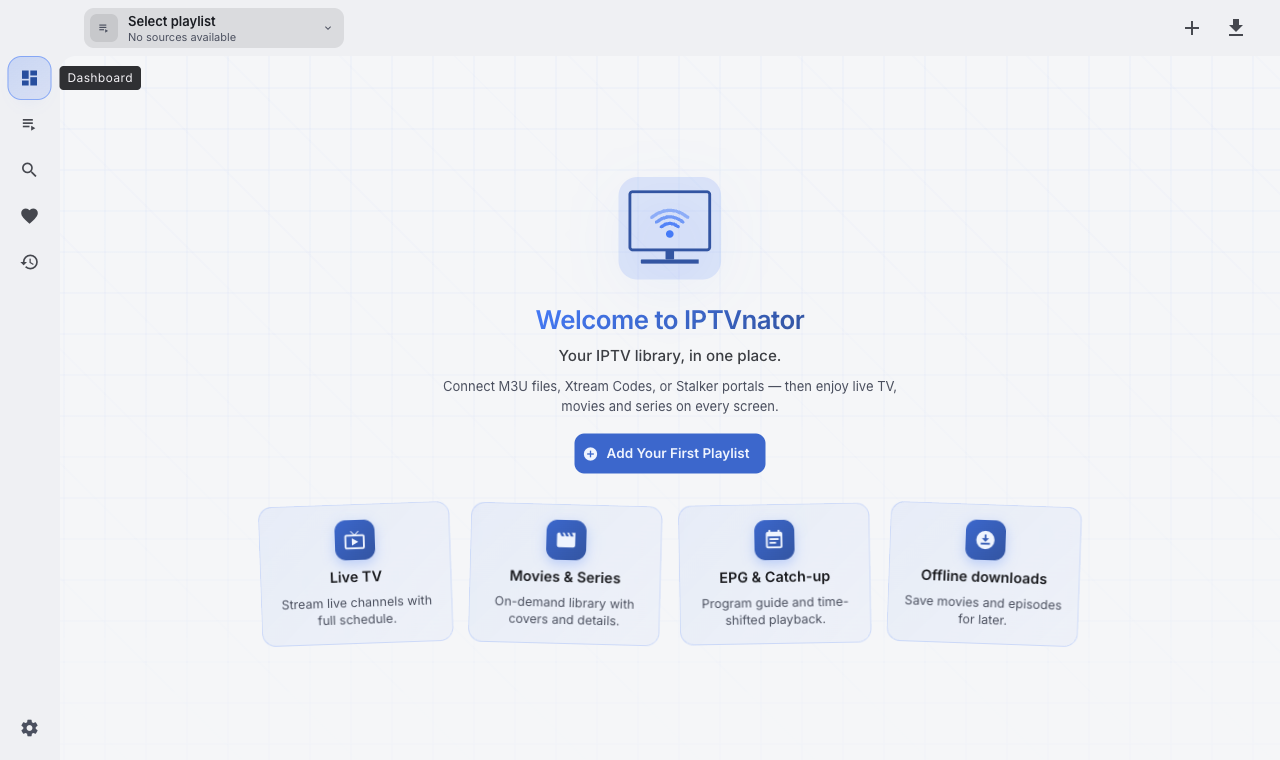 Select playlist
No sources available
Dashboard
Welcome to IPTVnator
Your IPTV library, in one place.
Connect M3U files, Xtream Codes, or Stalker portals — then enjoy live TV,
movies and series on every screen.
Add Your First Playlist
Live TV
Stream live channels with
full schedule.
Movies & Series
On-demand library with
covers and details.
EPG & Catch-up
Program guide and time-
shifted playback.
Offline downloads
Save movies and episodes
for later.